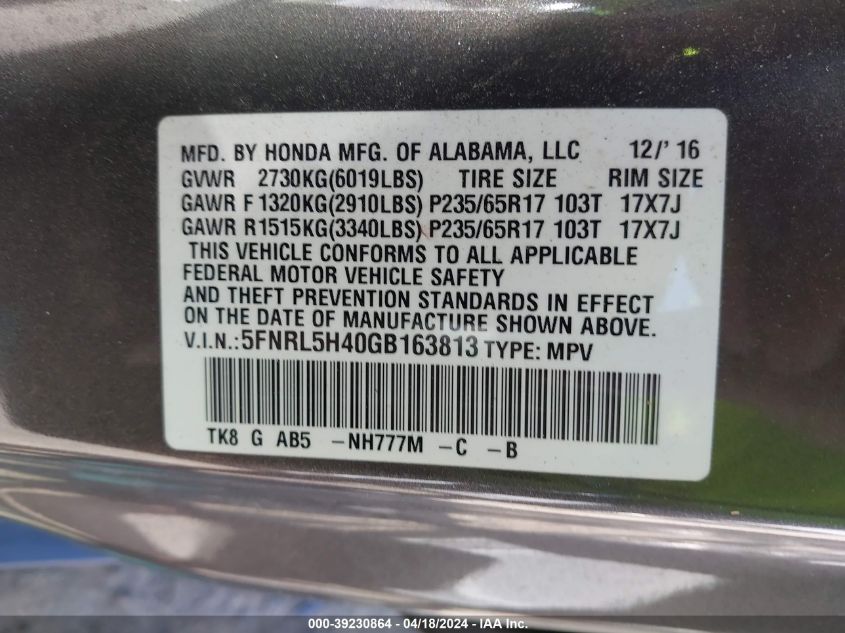 MFD. BY HONDA MFG. OF ALABAMA, LLC 12/' 16
GVWR 2730KG(6019LBS) TIRE SIZE RIM SIZE
GAWR F 1320KG(2910LBS) P235/65R17 103T 17X7J
GAWR R1515KG(3340LBS) P235/65R17 103T 17X7J
THIS VEHICLE CONFORMS TO ALL APPLICABLE
FEDERAL MOTOR VEHICLE SAFETY
AND THEFT PREVENTION STANDARDS IN EFFECT
ON THE DATE OF MANUFACTURE SHOWN ABOVE.
V.I.N.:5FNRL5H40GB163813 TYPE: MPV
TK8 G AB5 -NH777M -C -B
000-39230864 - 04/18/2024 - IAA Inc.